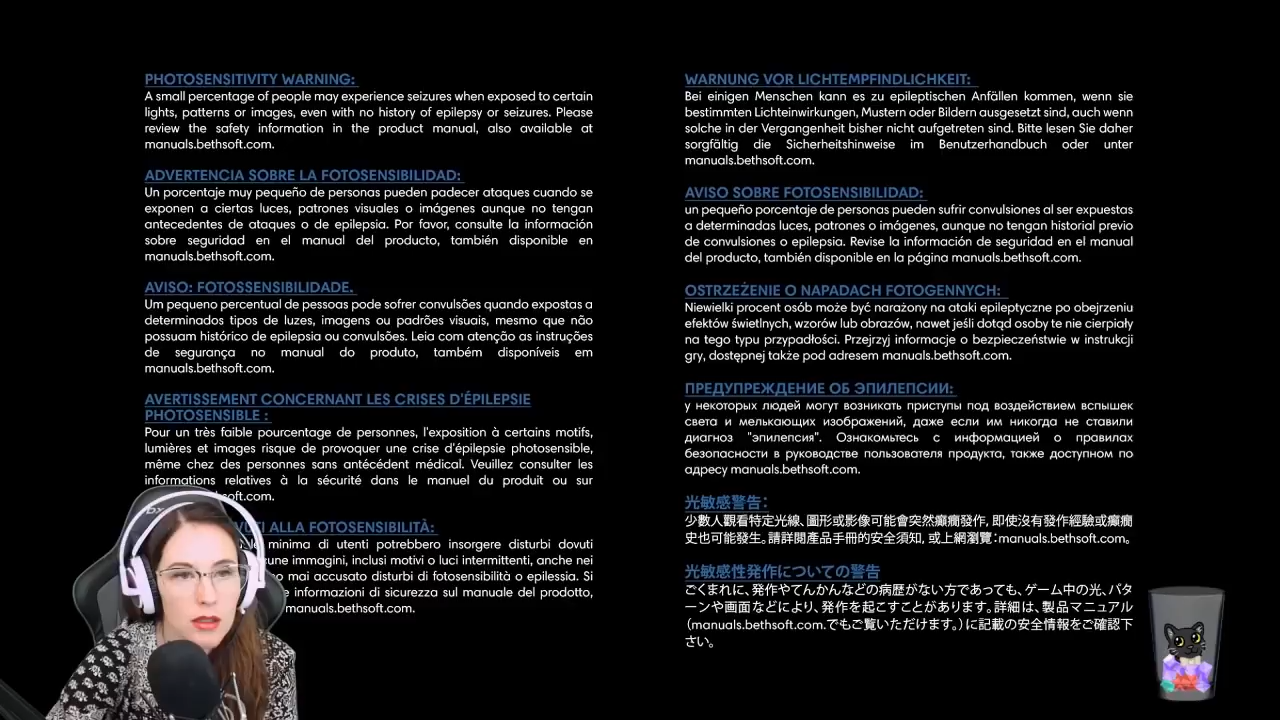 PHOTOSENSITIVITY WARNING:
A small percentage of people may experience seizures when exposed to certain
lights, patterns or images, even with no history of epilepsy or seizures. Please
review the safety information in the product manual, also available at
manuals.bethsoft.com.
ADVERTENCIA SOBRE LA FOTOSENSIBILIDAD:
Un porcentaje muy pequeño de personas pueden padecer ataques cuando se
exponen a ciertas luces, patrones visuales o imágenes aunque no tengan
antecedentes de ataques o de epilepsia. Por favor, consulte la información
sobre seguridad en el manual del producto, también disponible en
manuals.bethsoft.com.
AVISO: FOTOSSENSIBILIDADE.
Um pequeno percentual de pessoas pode sofrer convulsões quando expostas a
determinados tipos de luzes, imagens ou padrões visuais, mesmo que não
possuam histórico de epilepsia ou convulsões. Leia com atenção as instruções
de segurança no manual do produto, também disponíveis em
manuals.bethsoft.com.
AVERTISSEMENT CONCERNANT LES CRISES D'ÉPILEPSIE
PHOTOSENSIBLE :
Pour un très faible pourcentage de personnes, l'exposition à certains motifs,
lumières et images risque de provoquer une crise d'épilepsie photosensible,
même chez des personnes sans antécédent médical. Veuillez consulter les
informations relatives à la sécurité dans le manuel du produit ou sur
soft.com.
ALLA FOTOSENSIBILITÀ:
minima di utenti potrebbero insorgere disturbi dovuti
cune immagini, inclusi motivi o luci intermittenti, anche nei
mai accusato disturbi di fotosensibilità o epilessia. Si
informazioni di sicurezza sul manuale del prodotto,
manuals.bethsoft.com.
WARNUNG VOR LICHTEMPFINDLICHKEIT:
Bei einigen Menschen kann es zu epileptischen Anfällen kommen, wenn sie
bestimmten Lichteinwirkungen, Mustern oder Bildern ausgesetzt sind, auch wenn
solche in der Vergangenheit bisher nicht aufgetreten sind. Bitte lesen Sie daher
sorgfältig die Sicherheitshinweise im Benutzerhandbuch oder unter
manuals.bethsoft.com.
AVISO SOBRE FOTOSENSIBILIDAD:
un pequeño porcentaje de personas pueden sufrir convulsiones al ser expuestas
a determinadas luces, patrones o imágenes, aunque no tengan historial previo
de convulsiones o epilepsia. Revise la información de seguridad en el manual
del producto, también disponible en la página manuals.bethsoft.com.
OSTRZEŻENIE O NAPADACH FOTOGENNYCH:
Niewielki procent osób może być narażony na ataki epileptyczne po obejrzeniu
efektów świetlnych, wzorów lub obrazów, nawet jeśli dotąd osoby te nie cierpiały
na tego typu przypadłości. Przejrzyj informacje o bezpieczeństwie w instrukcji
gry, dostępnej także pod adresem manuals.bethsoft.com.
ПРЕДУПРЕЖДЕНИЕ ОБ ЭПИЛЕПСИИ:
у некоторых людей могут возникать приступы под воздействием вспышек
света и мелькающих изображений, даже если им никогда не ставили
диагноз "эпилепсия". Ознакомьтесь с информацией о правилах
безопасности в руководстве пользователя продукта, также доступном по
адресу manuals.bethsoft.com.
光敏感警告:
少數人觀看特定光線、圖形或影像可能會突然癲癇發作, 即使沒有發作經驗或癲癇
史也可能發生。請詳閱產品手冊的安全須知, 或上網瀏覽:manuals.bethsoft.com。
光敏感性発作についての警告
ごくまれに、発作やてんかんなどの病歴がない方であっても、ゲーム中の光、パタ
ーンや画面などにより、発作を起こすことがあります。詳細は、製品マニュアル
(manuals.bethsoft.com.でもご覧いただけます。)に記載の安全情報をご確認下
さい。